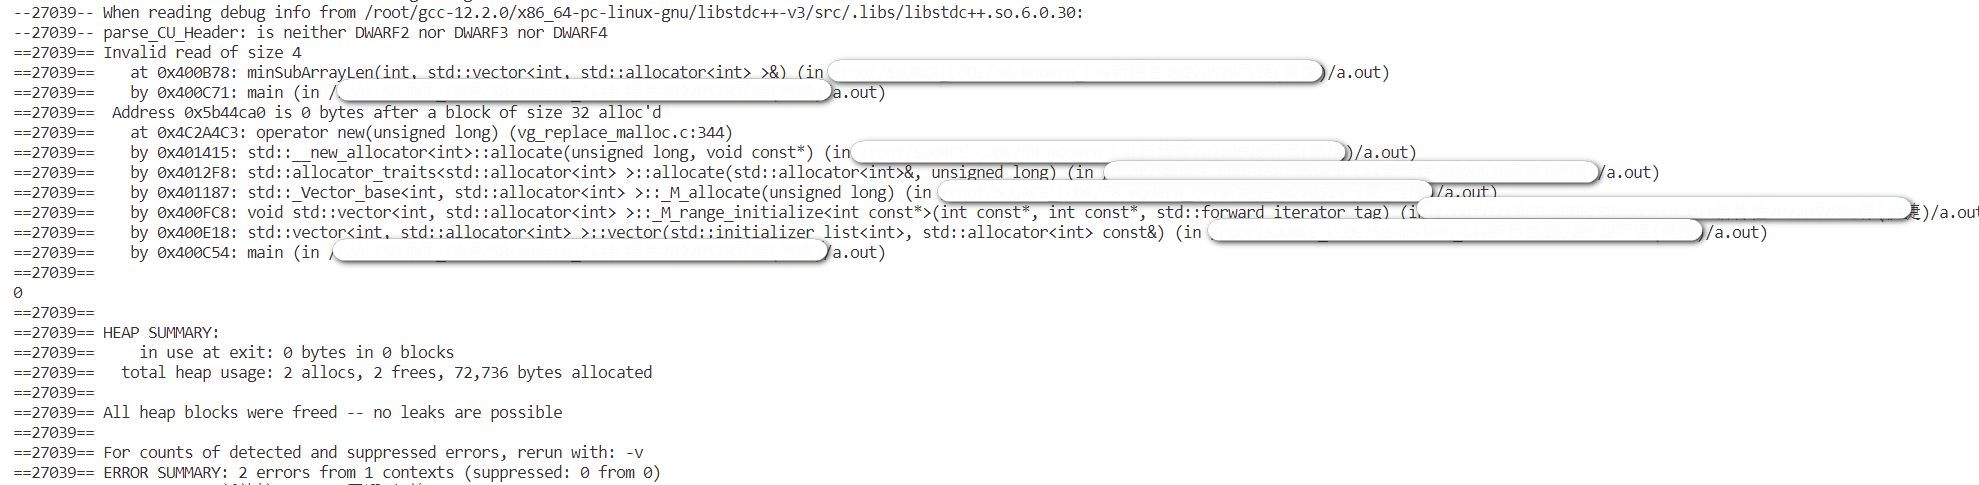 --27039-- When reading debug info from /root/gcc-12.2.0/x86_64-pc-linux-gnu/libstdc++-v3/src/.libs/libstdc++.so.6.0.30:
--27039-- parse_CU_Header: is neither DWARF2 nor DWARF3 nor DWARF4
==27039== Invalid read of size 4
==27039==    at 0x400B78: minSubArrayLen(int, std::vector<int, std::allocator<int> >&) (in /a.out)
==27039==    by 0x400C71: main (in /a.out)
==27039==  Address 0x5b44ca0 is 0 bytes after a block of size 32 alloc'd
==27039==    at 0x4C2A4C3: operator new(unsigned long) (vg_replace_malloc.c:344)
==27039==    by 0x401415: std::__new_allocator<int>::allocate(unsigned long, void const*) (in )/a.out)
==27039==    by 0x4012F8: std::allocator_traits<std::allocator<int> >::allocate(std::allocator<int>&, unsigned long) (in /a.out)
==27039==    by 0x401187: std::_Vector_base<int, std::allocator<int> >::_M_allocate(unsigned long) (in /a.out)
==27039==    by 0x400FC8: void std::vector<int, std::allocator<int> >::_M_range_initialize<int const*>(int const*, int const*, std::forward_iterator_tag) (in )/a.out
==27039==    by 0x400E18: std::vector<int, std::allocator<int> >::vector(std::initializer_list<int>, std::allocator<int> const&) (in /a.out)
==27039==    by 0x400C54: main (in /a.out)
==27039==
0
==27039==
==27039== HEAP SUMMARY:
==27039==     in use at exit: 0 bytes in 0 blocks
==27039==   total heap usage: 2 allocs, 2 frees, 72,736 bytes allocated
==27039==
==27039== All heap blocks were freed -- no leaks are possible
==27039==
==27039== For counts of detected and suppressed errors, rerun with: -v
==27039== ERROR SUMMARY: 2 errors from 1 contexts (suppressed: 0 from 0)